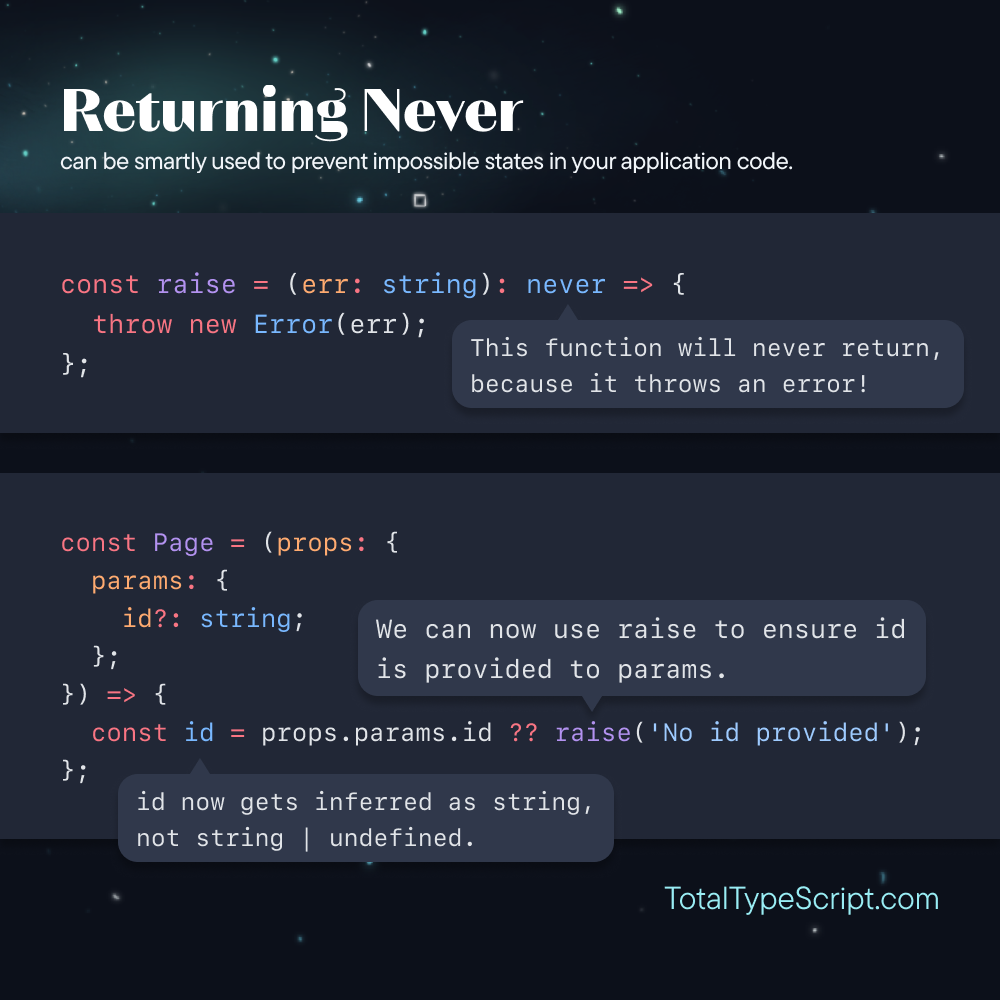 Returning Never
can be smartly used to prevent impossible states in your application code.
const raise = (err: string): never => {
  throw new Error(err);
};
This function will never return,
because it throws an error!
const Page = (props: {
  params: {
    id?: string;
  };
}) => {
We can now use raise to ensure id
is provided to params.
  const id = props.params.id ?? raise('No id provided');
};
id now gets inferred as string,
not string | undefined.
TotalTypeScript.com